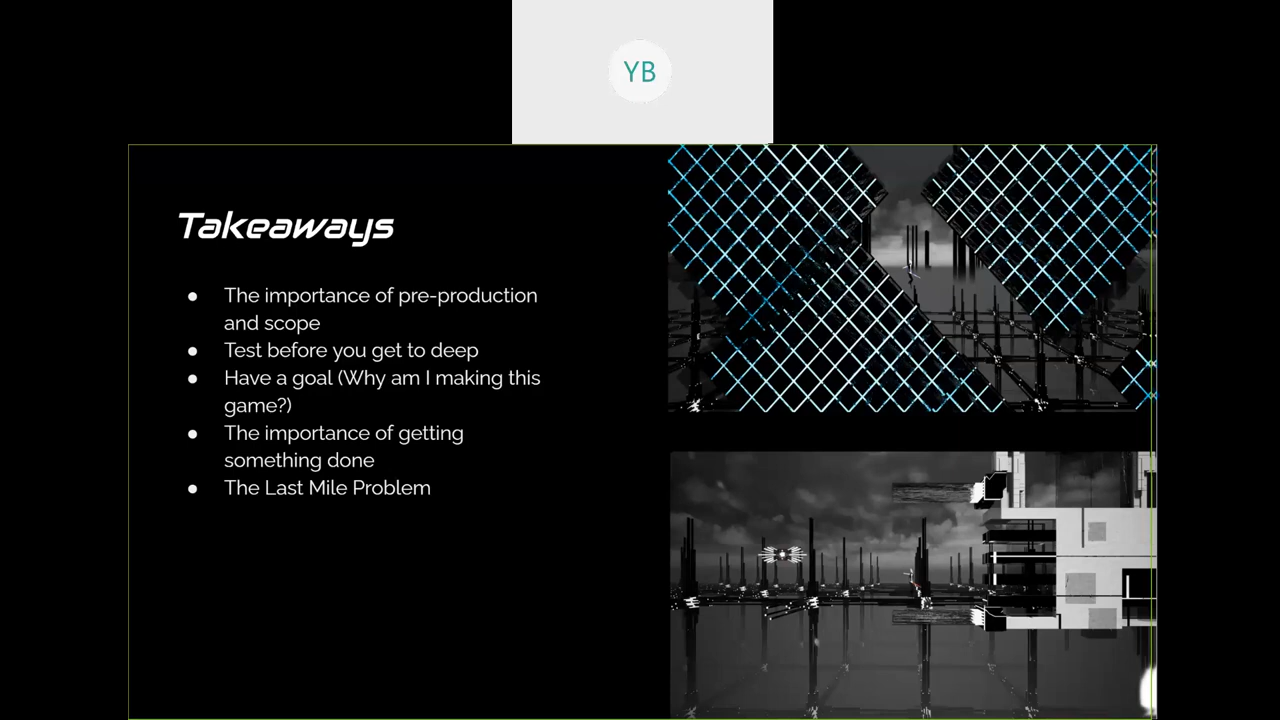 YB
Takeaways
● The importance of pre-production
and scope
● Test before you get to deep
● Have a goal (Why am I making this
game?)
● The importance of getting
something done
● The Last Mile Problem